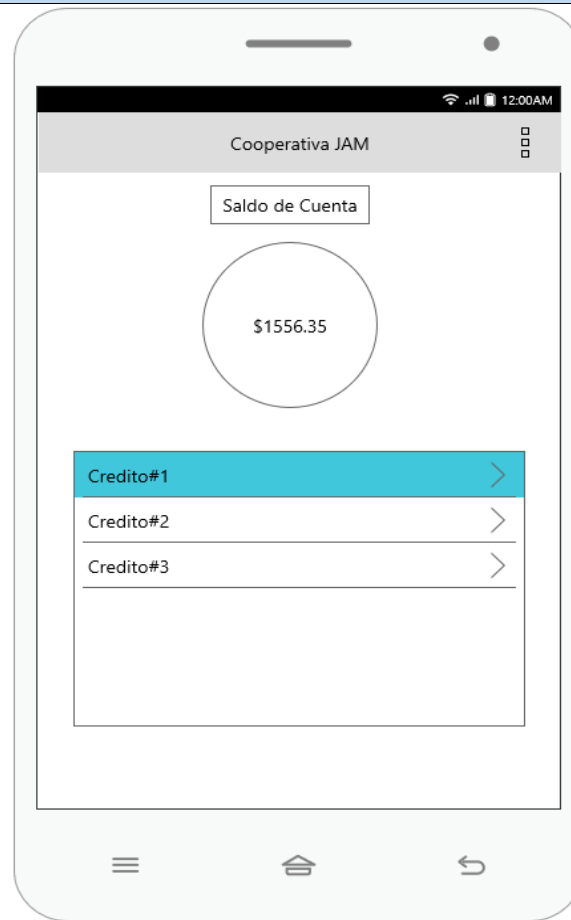 12:00AM
Cooperativa JAM
Saldo de Cuenta
$1556.35
Credito#1
Credito#2
Credito#3